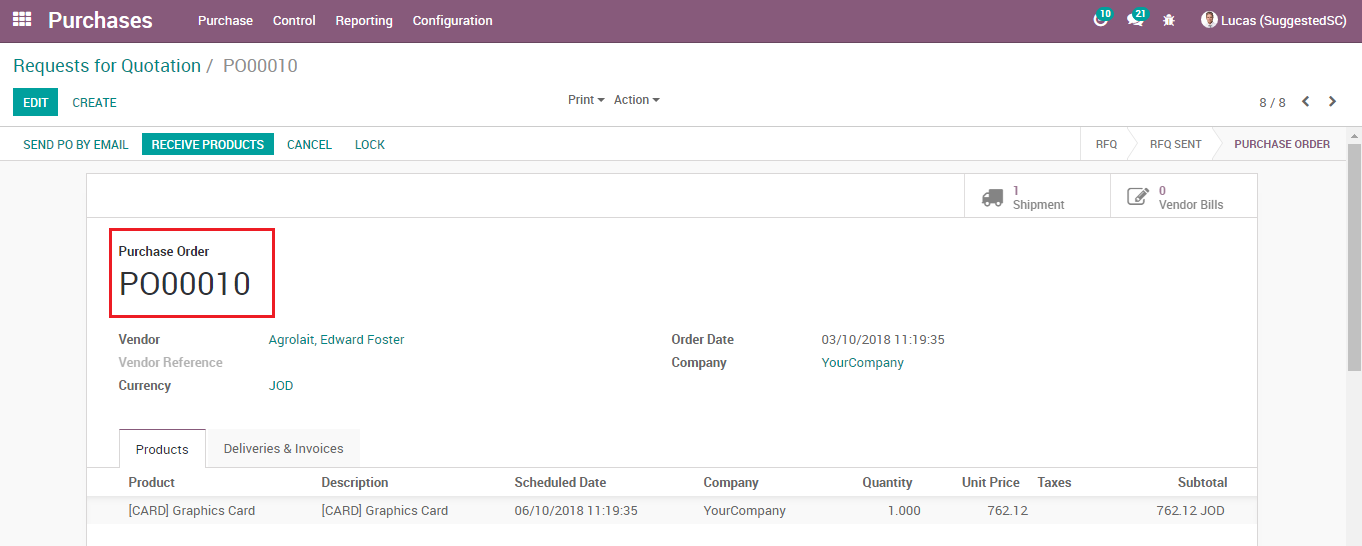 Purchases Purchase Control Reporting Configuration 10 21 Lucas (SuggestedSC)
Requests for Quotation / PO00010
EDIT CREATE Print Action 8 / 8
SEND PO BY EMAIL RECEIVE PRODUCTS CANCEL LOCK RFQ RFQ SENT PURCHASE ORDER
1 Shipment 0 Vendor Bills
Purchase Order
PO00010
Vendor Agrolait, Edward Foster Order Date 03/10/2018 11:19:35
Vendor Reference Company YourCompany
Currency JOD
Products Deliveries & Invoices
Product Description Scheduled Date Company Quantity Unit Price Taxes Subtotal
[CARD] Graphics Card [CARD] Graphics Card 06/10/2018 11:19:35 YourCompany 1.000 762.12 762.12 JOD